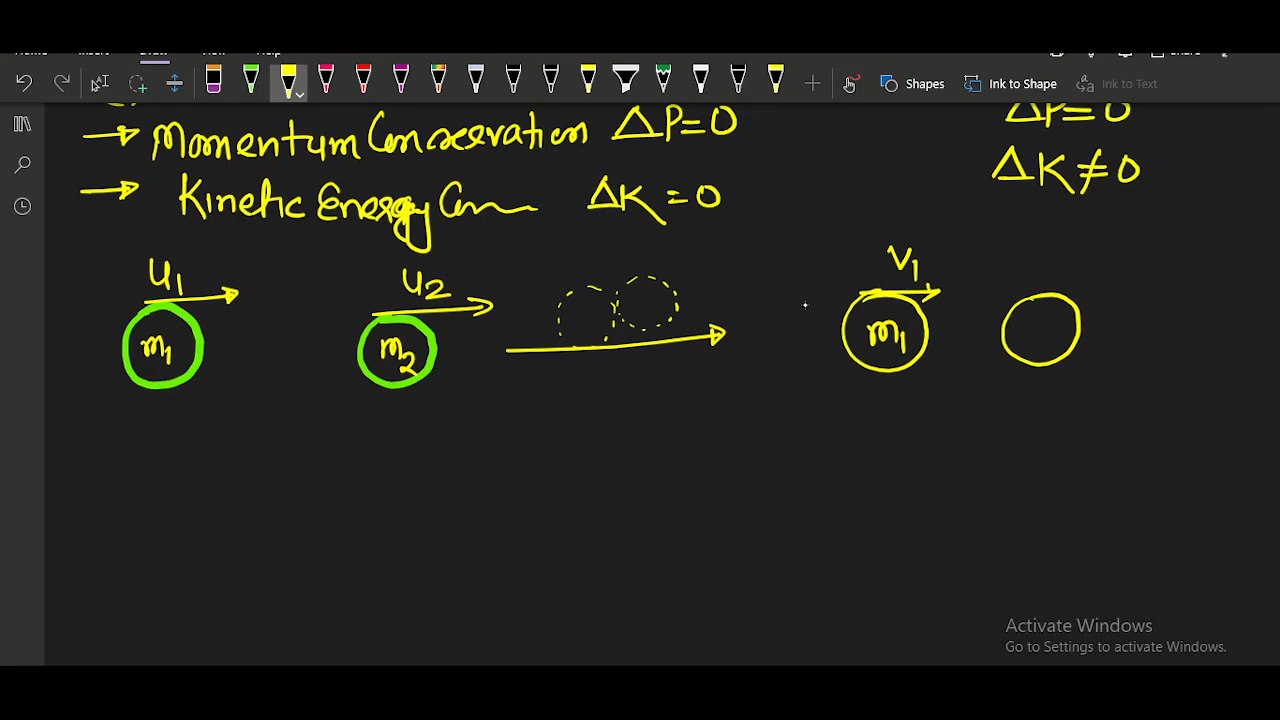 Share
Shapes
Ink to Shape
Ink to Text
→ Momentum Conservation ΔP=0
ΔP=0
→ Kinetic Energy Con ΔK=0
ΔK≠0
u1
u2
v1
m1
m2
m1
Activate Windows
Go to Settings to activate Windows.